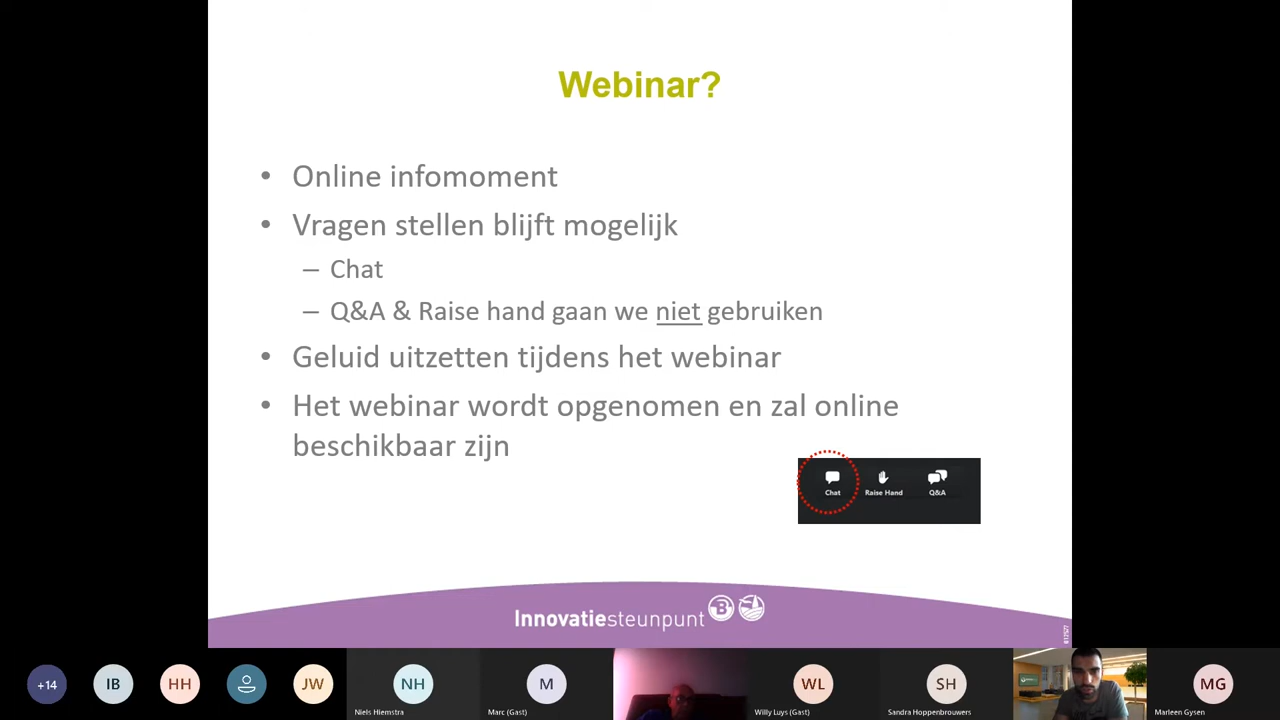 Webinar?
• Online infomoment
• Vragen stellen blijft mogelijk
– Chat
– Q&A & Raise hand gaan we niet gebruiken
• Geluid uitzetten tijdens het webinar
• Het webinar wordt opgenomen en zal online
beschikbaar zijn
Chat Raise Hand Q&A
Innovatiesteunpunt B
+14 IB HH JW NH M WL SH MG
Niels Hiemstra Marc (Gast) Willy Luys (Gast) Sandra Hoppenbrouwers Marleen Gysen